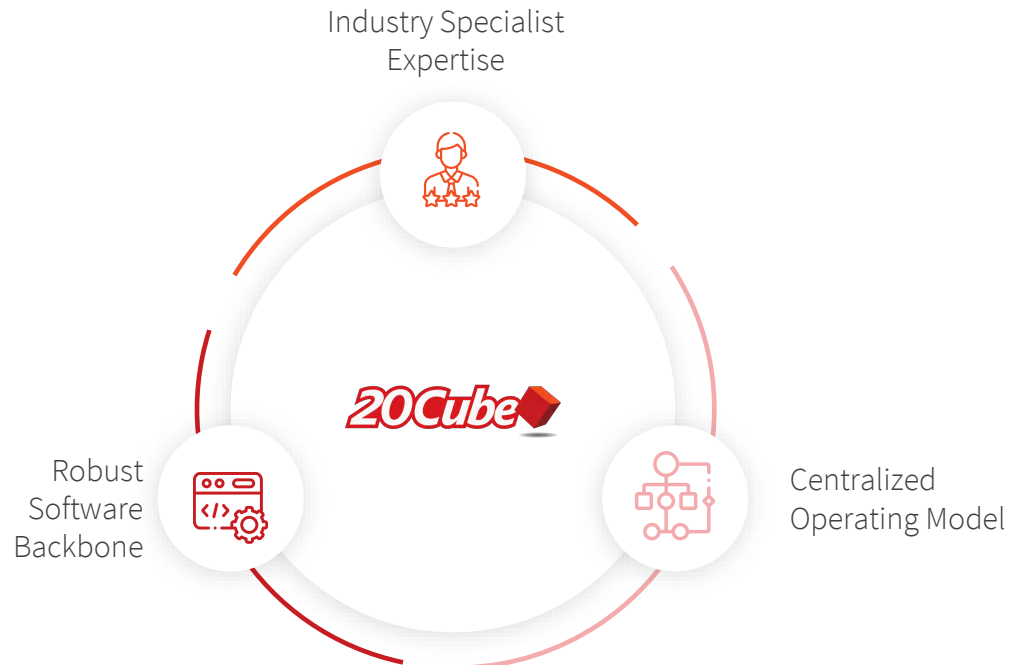 Industry Specialist
Expertise
20Cube
Robust
Software
Backbone
Centralized
Operating Model